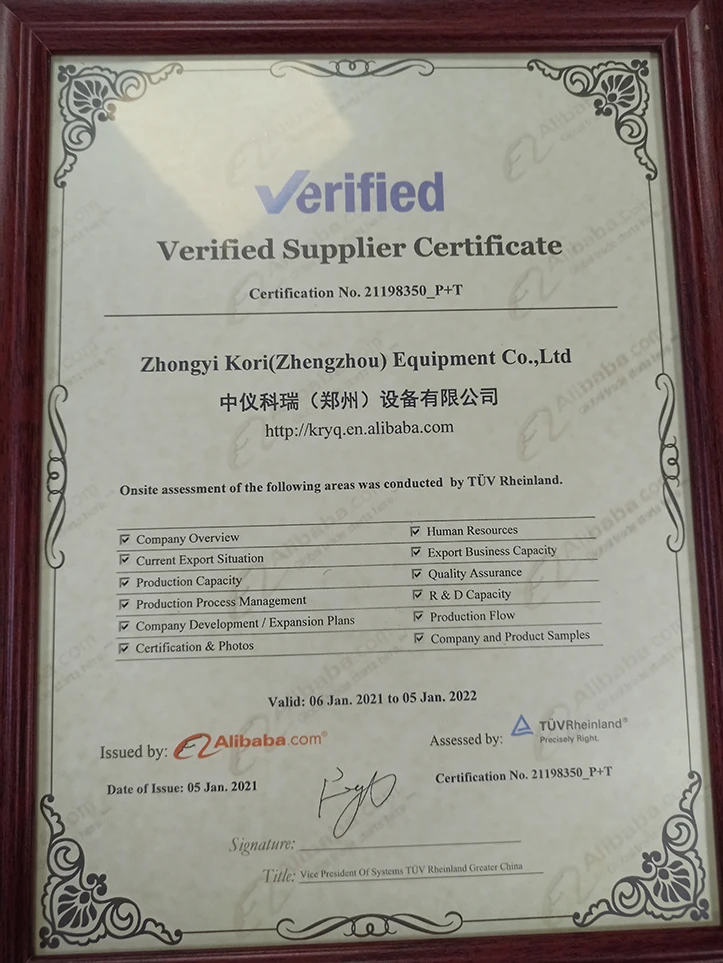 Verified
Verified Supplier Certificate
Certification No. 21198350_P+T
Zhongyi Kori(Zhengzhou) Equipment Co.,Ltd
中仪科瑞（郑州）设备有限公司
http://kryq.en.alibaba.com
Onsite assessment of the following areas was conducted by TÜV Rheinland.
Company Overview
Human Resources
Current Export Situation
Export Business Capacity
Production Capacity
Quality Assurance
Production Process Management
R & D Capacity
Company Development / Expansion Plans
Production Flow
Certification & Photos
Company and Product Samples
Valid: 06 Jan. 2021 to 05 Jan. 2022
Issued by: Alibaba.com®
Assessed by: TÜVRheinland®
Precisely Right.
Date of Issue: 05 Jan. 2021
Certification No. 21198350_P+T
Signature:
Title: Vice President Of Systems TÜV Rheinland Greater China